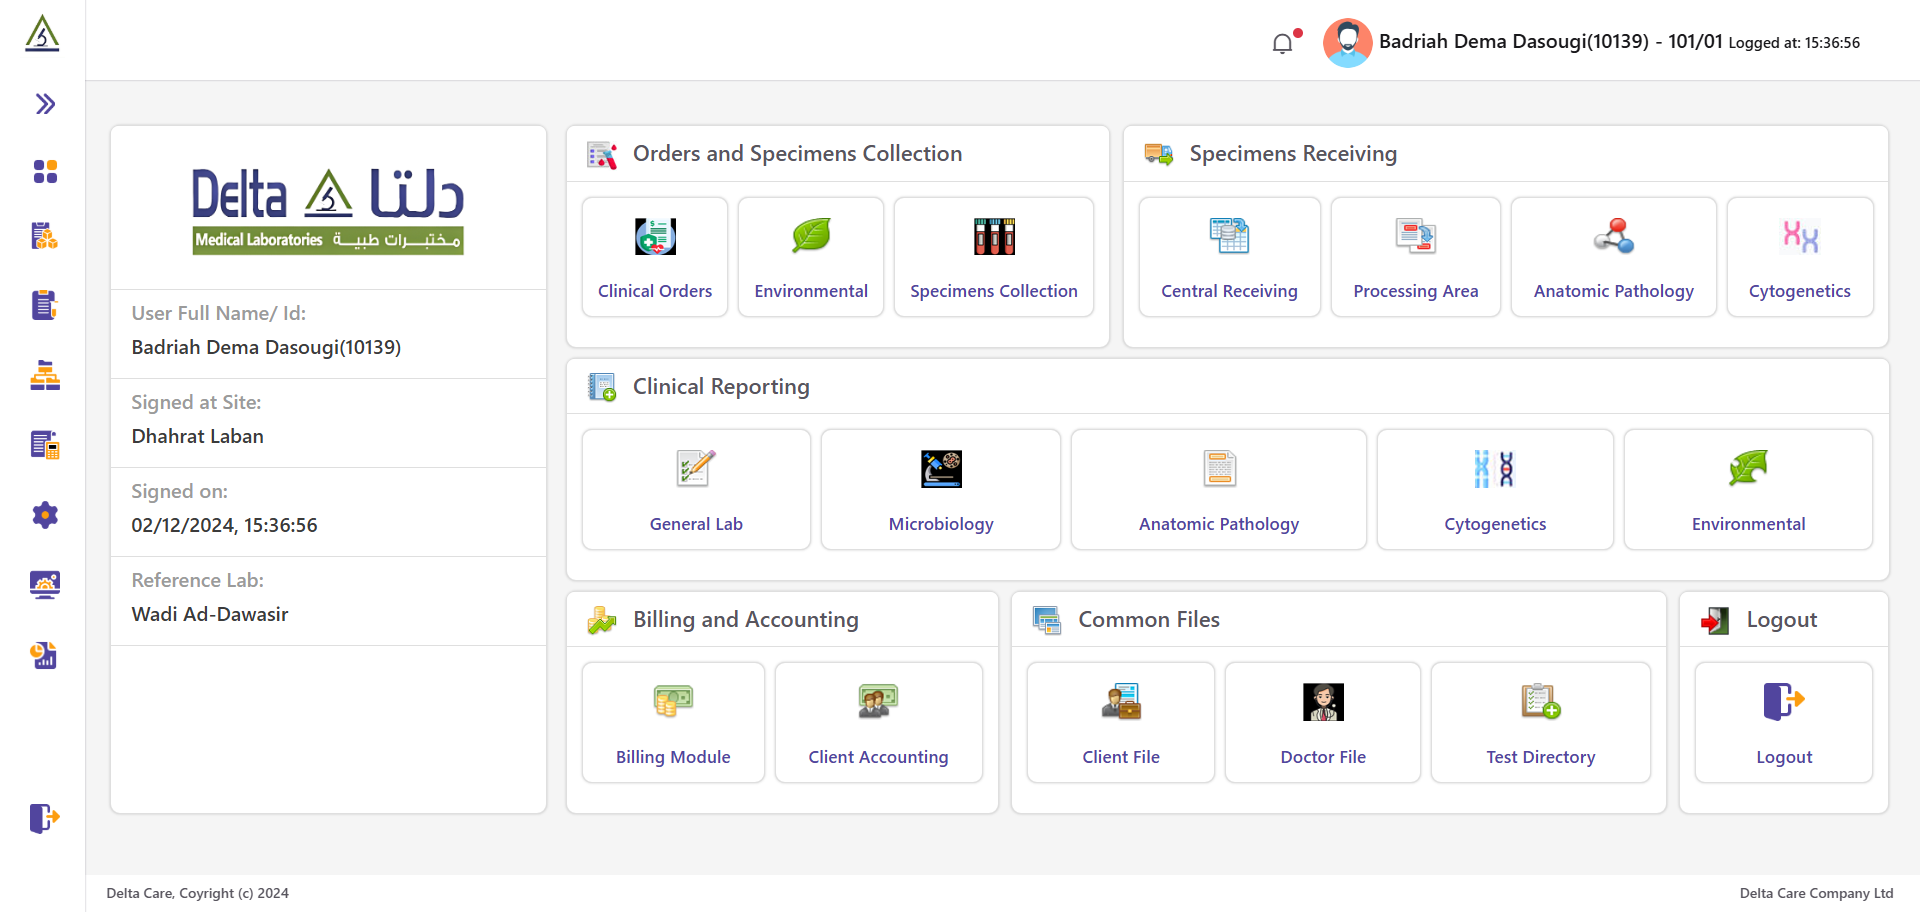 Badriah Dema Dasougi(10139) - 101/01 Logged at: 15:36:56
Delta دلتا
Medical Laboratories مختبرات طبية
User Full Name/ Id:
Badriah Dema Dasougi(10139)
Signed at Site:
Dhahrat Laban
Signed on:
02/12/2024, 15:36:56
Reference Lab:
Wadi Ad-Dawasir
Orders and Specimens Collection
Clinical Orders
Environmental
Specimens Collection
Specimens Receiving
Central Receiving
Processing Area
Anatomic Pathology
Cytogenetics
Clinical Reporting
General Lab
Microbiology
Anatomic Pathology
Cytogenetics
Environmental
Billing and Accounting
Billing Module
Client Accounting
Common Files
Client File
Doctor File
Test Directory
Logout
Logout
Delta Care, Coyright (c) 2024
Delta Care Company Ltd